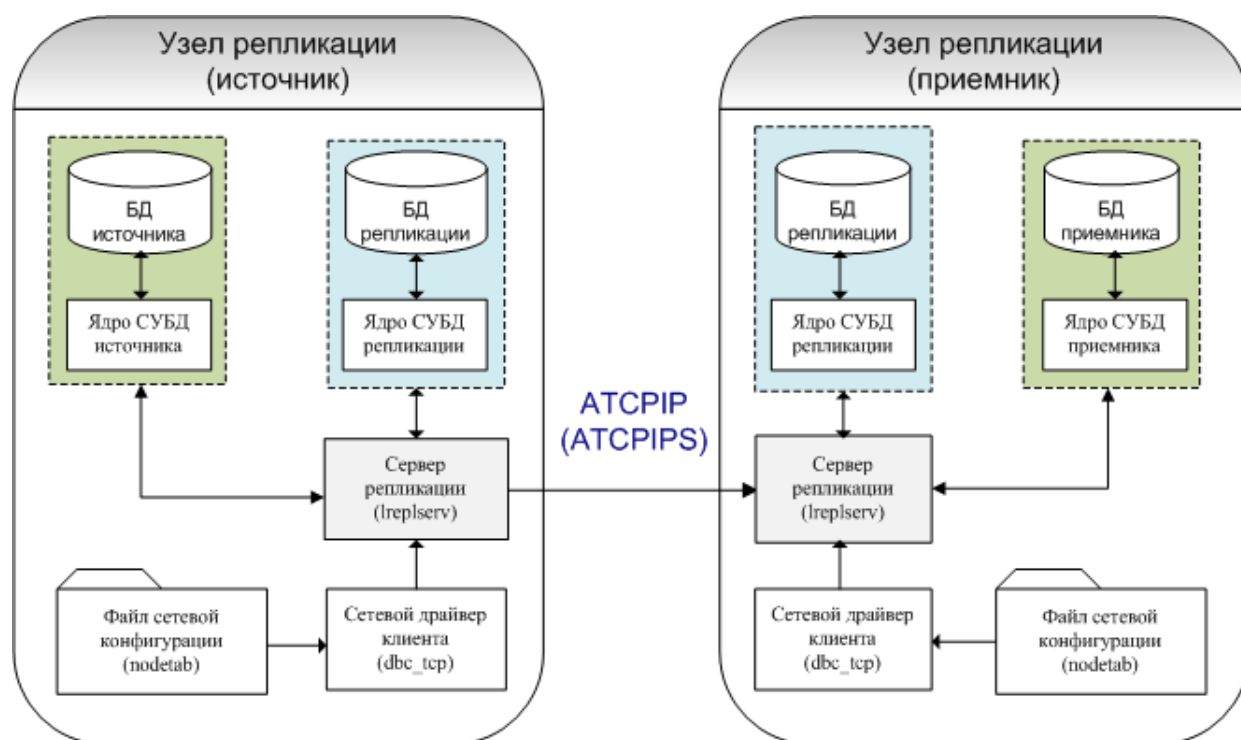 Узел репликации
(источник)
БД
источника
Ядро СУБД
источника
БД
репликации
Ядро СУБД
репликации
Сервер
репликации
(lreplserv)
Файл сетевой
конфигурации
(nodetab)
Сетевой драйвер
клиента
(dbc_tcp)
ATCPIP
(ATCPIPS)
Узел репликации
(приемник)
БД
репликации
Ядро СУБД
репликации
БД
приемника
Ядро СУБД
приемника
Сервер
репликации
(lreplserv)
Сетевой драйвер
клиента
(dbc_tcp)
Файл сетевой
конфигурации
(nodetab)